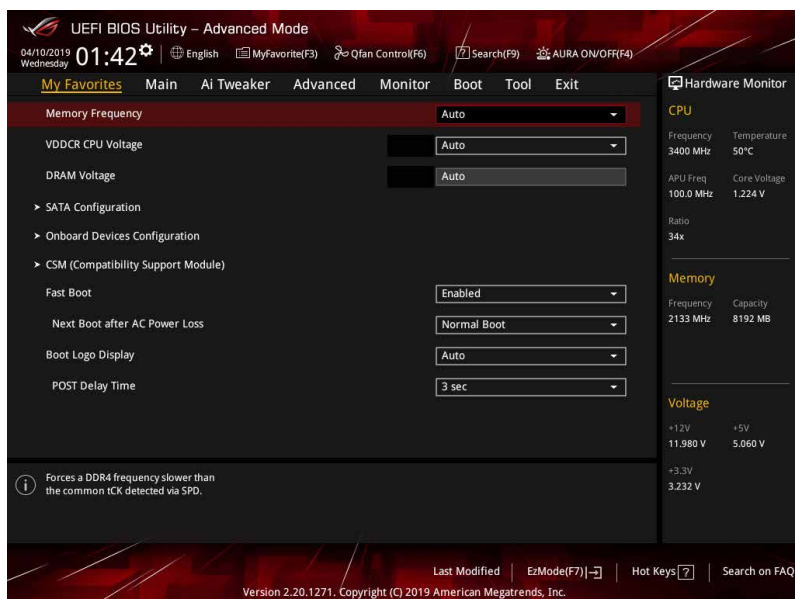 UEFI BIOS Utility – Advanced Mode
04/10/2019
Wednesday
01:42
English
MyFavorite(F3)
Qfan Control(F6)
Search(F9)
AURA ON/OFF(F4)
My Favorites Main Ai Tweaker Advanced Monitor Boot Tool Exit
Hardware Monitor
Memory Frequency Auto
VDDCR CPU Voltage Auto
DRAM Voltage Auto
> SATA Configuration
> Onboard Devices Configuration
> CSM (Compatibility Support Module)
Fast Boot Enabled
Next Boot after AC Power Loss Normal Boot
Boot Logo Display Auto
POST Delay Time 3 sec
Forces a DDR4 frequency slower than
the common tCK detected via SPD.
CPU
Frequency Temperature
3400 MHz 50°C
APU Freq Core Voltage
100.0 MHz 1.224 V
Ratio
34x
Memory
Frequency Capacity
2133 MHz 8192 MB
Voltage
+12V +5V
11.980 V 5.060 V
+3.3V
3.232 V
Last Modified EzMode(F7) Hot Keys ? Search on FAQ
Version 2.20.1271. Copyright (C) 2019 American Megatrends, Inc.